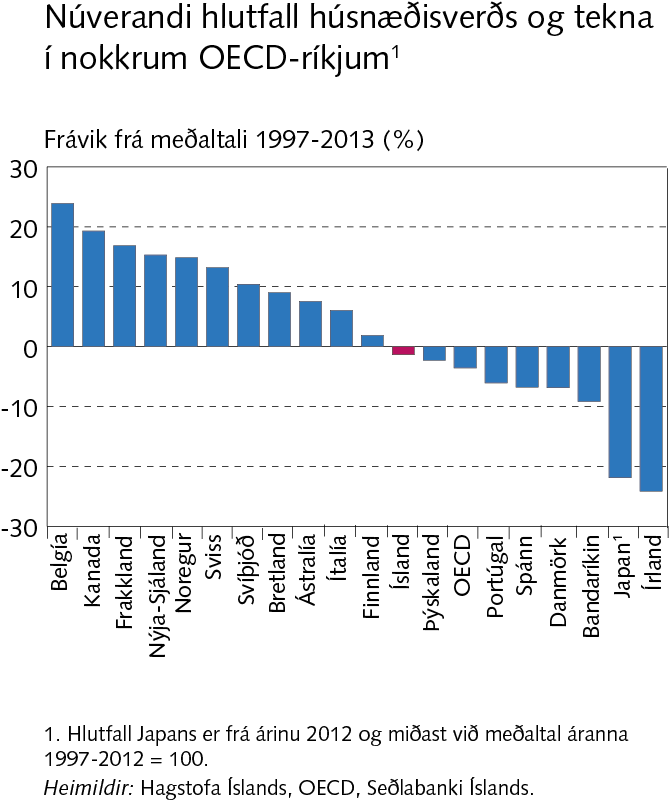 Núverandi hlutfall húsnæðisverðs og tekna
í nokkrum OECD-ríkjum¹
Frávik frá meðaltali 1997-2013 (%)
30
20
10
0
-10
-20
-30
Belgía
Kanada
Frakkland
Nýja-Sjáland
Noregur
Sviss
Svíþjóð
Bretland
Ástralía
Ítalía
Finnland
Ísland
Þýskaland
OECD
Portúgal
Spánn
Danmörk
Bandaríkin
Japan¹
Írland
1. Hlutfall Japans er frá árinu 2012 og miðast við meðaltal áranna
1997-2012 = 100.
Heimildir: Hagstofa Íslands, OECD, Seðlabanki Íslands.